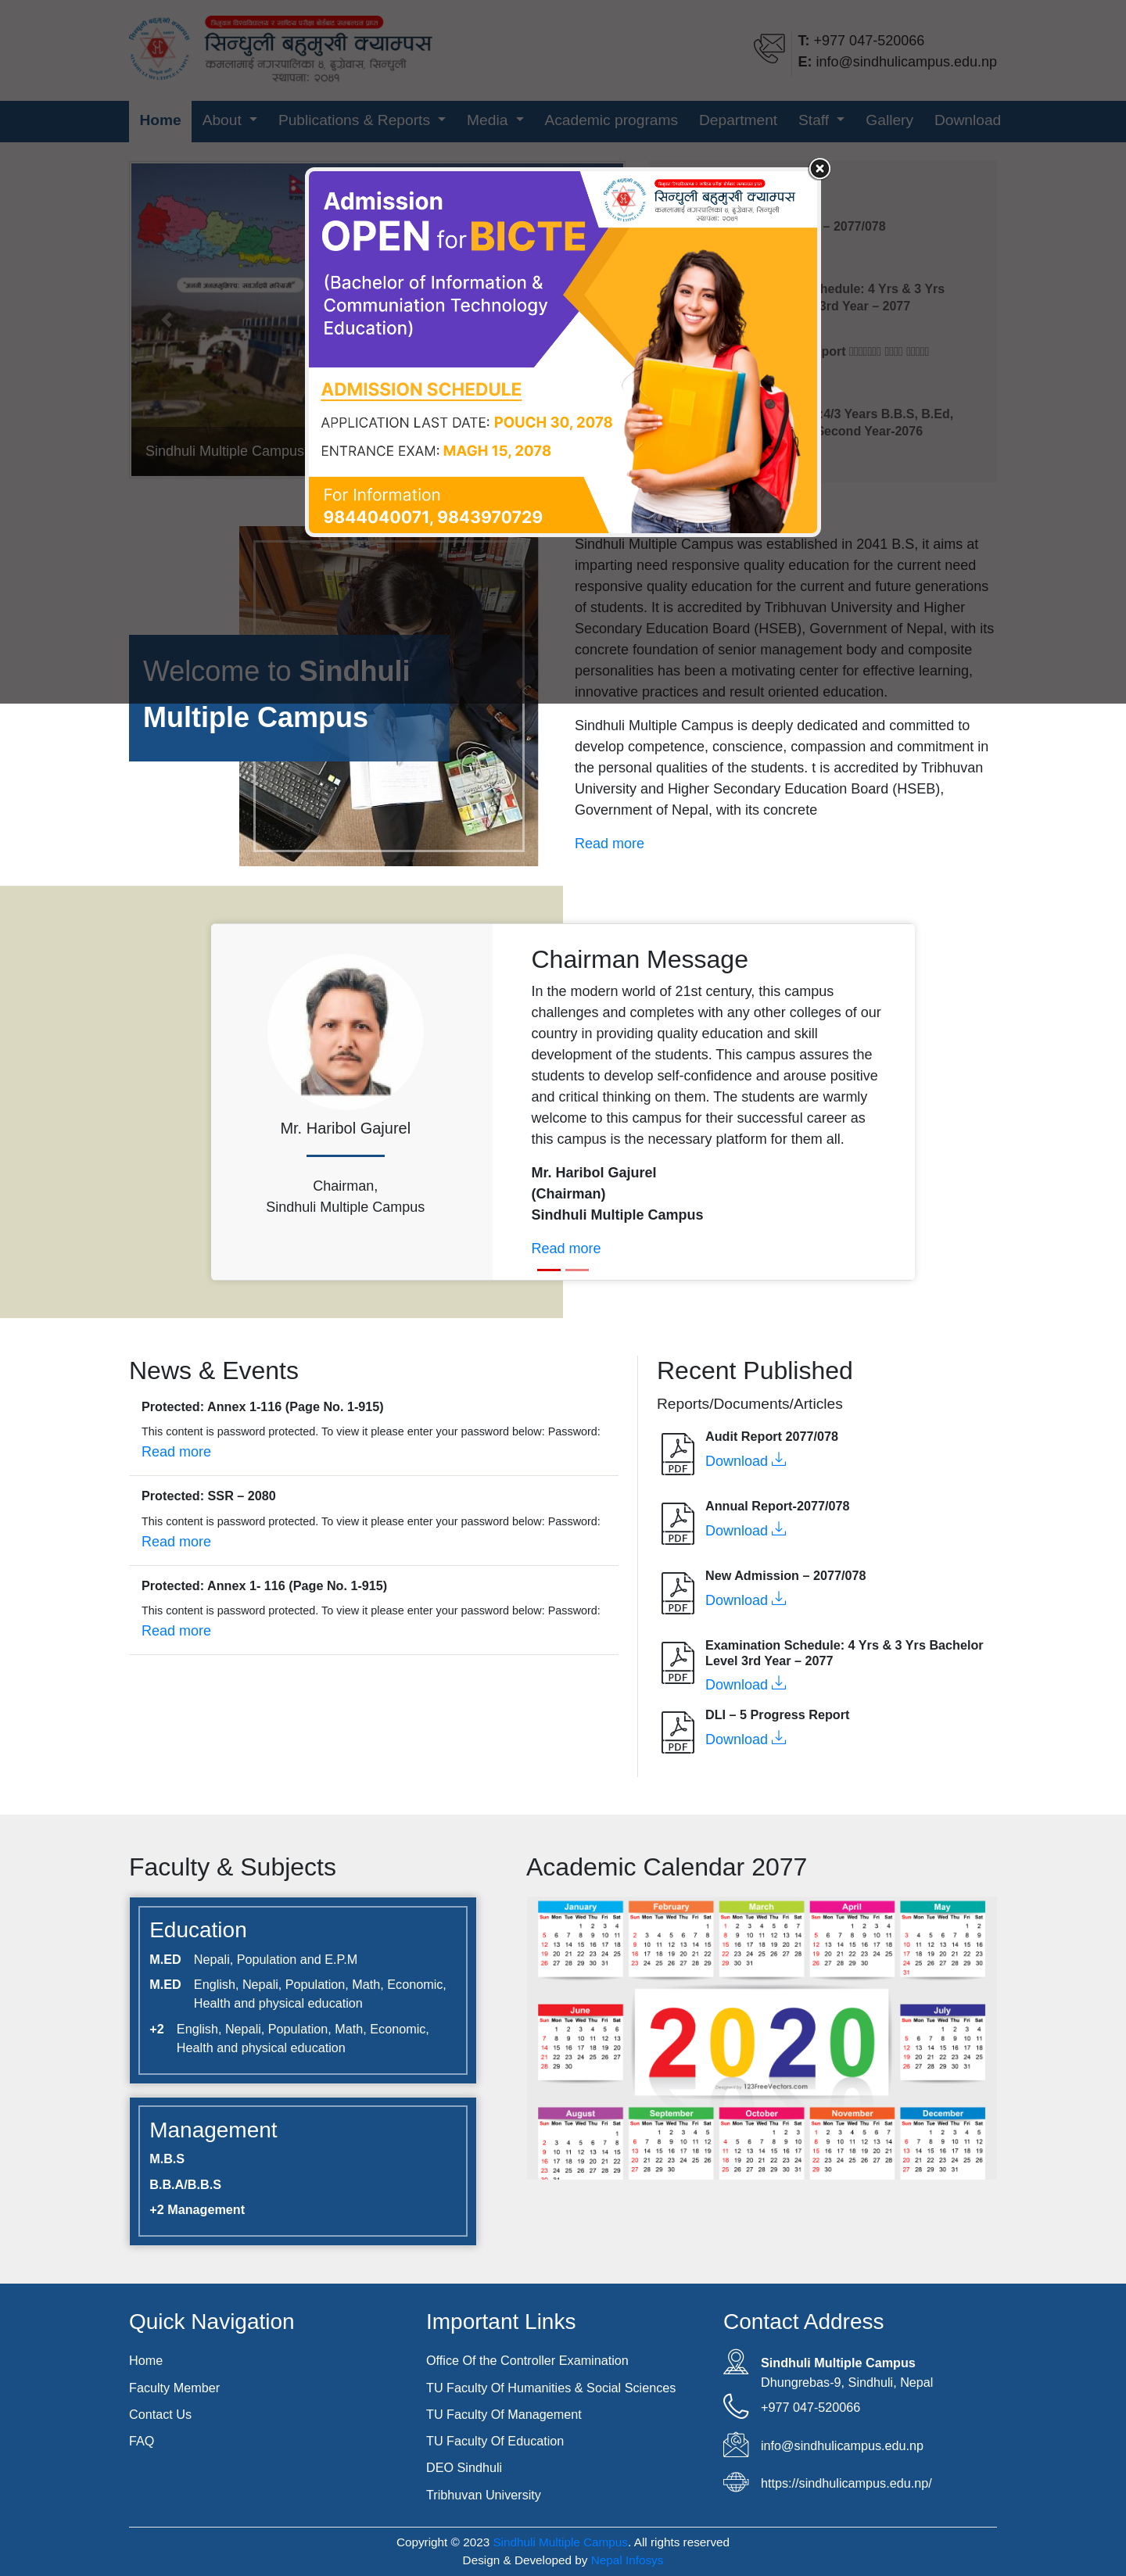 सिन्धुली बहुमुखी क्याम्पस
कमलामाई नगरपालिका ७, ढुङ्ग्रेवास, सिन्धुली
स्थापना: २०४१
T: +977 047-520066
E: info@sindhulicampus.edu.np
Home About Publications & Reports Media Academic programs Department Staff Gallery Download
सिन्धुली बहुमुखी क्याम्पस
स्थापना: २०४१
Admission
OPEN for BICTE
(Bachelor of Information &
Communiation Technology
Education)
ADMISSION SCHEDULE
APPLICATION LAST DATE: POUCH 30, 2078
ENTRANCE EXAM: MAGH 15, 2078
For Information
9844040071, 9843970729
– 2077/078
hedule: 4 Yrs & 3 Yrs
3rd Year – 2077
port
4/3 Years B.B.S, B.Ed,
Second Year-2076
Sindhuli Multiple Campus
Welcome to Sindhuli
Multiple Campus
Sindhuli Multiple Campus was established in 2041 B.S, it aims at
imparting need responsive quality education for the current need
responsive quality education for the current and future generations
of students. It is accredited by Tribhuvan University and Higher
Secondary Education Board (HSEB), Government of Nepal, with its
concrete foundation of senior management body and composite
personalities has been a motivating center for effective learning,
innovative practices and result oriented education.
Sindhuli Multiple Campus is deeply dedicated and committed to
develop competence, conscience, compassion and commitment in
the personal qualities of the students. t is accredited by Tribhuvan
University and Higher Secondary Education Board (HSEB),
Government of Nepal, with its concrete
Read more
Mr. Haribol Gajurel
Chairman,
Sindhuli Multiple Campus
Chairman Message
In the modern world of 21st century, this campus
challenges and completes with any other colleges of our
country in providing quality education and skill
development of the students. This campus assures the
students to develop self-confidence and arouse positive
and critical thinking on them. The students are warmly
welcome to this campus for their successful career as
this campus is the necessary platform for them all.
Mr. Haribol Gajurel
(Chairman)
Sindhuli Multiple Campus
Read more
News & Events
Protected: Annex 1-116 (Page No. 1-915)
This content is password protected. To view it please enter your password below: Password:
Read more
Protected: SSR – 2080
This content is password protected. To view it please enter your password below: Password:
Read more
Protected: Annex 1- 116 (Page No. 1-915)
This content is password protected. To view it please enter your password below: Password:
Read more
Recent Published
Reports/Documents/Articles
PDF
Audit Report 2077/078
Download
PDF
Annual Report-2077/078
Download
PDF
New Admission – 2077/078
Download
PDF
Examination Schedule: 4 Yrs & 3 Yrs Bachelor
Level 3rd Year – 2077
Download
PDF
DLI – 5 Progress Report
Download
Faculty & Subjects
Education
M.ED Nepali, Population and E.P.M
M.ED English, Nepali, Population, Math, Economic,
Health and physical education
+2 English, Nepali, Population, Math, Economic,
Health and physical education
Management
M.B.S
B.B.A/B.B.S
+2 Management
Academic Calendar 2077
January February March April May
June July
2020
Designed by 123FreeVectors.com
August September October November December
Quick Navigation
Home
Faculty Member
Contact Us
FAQ
Important Links
Office Of the Controller Examination
TU Faculty Of Humanities & Social Sciences
TU Faculty Of Management
TU Faculty Of Education
DEO Sindhuli
Tribhuvan University
Contact Address
Sindhuli Multiple Campus
Dhungrebas-9, Sindhuli, Nepal
+977 047-520066
info@sindhulicampus.edu.np
https://sindhulicampus.edu.np/
Copyright © 2023 Sindhuli Multiple Campus. All rights reserved
Design & Developed by Nepal Infosys